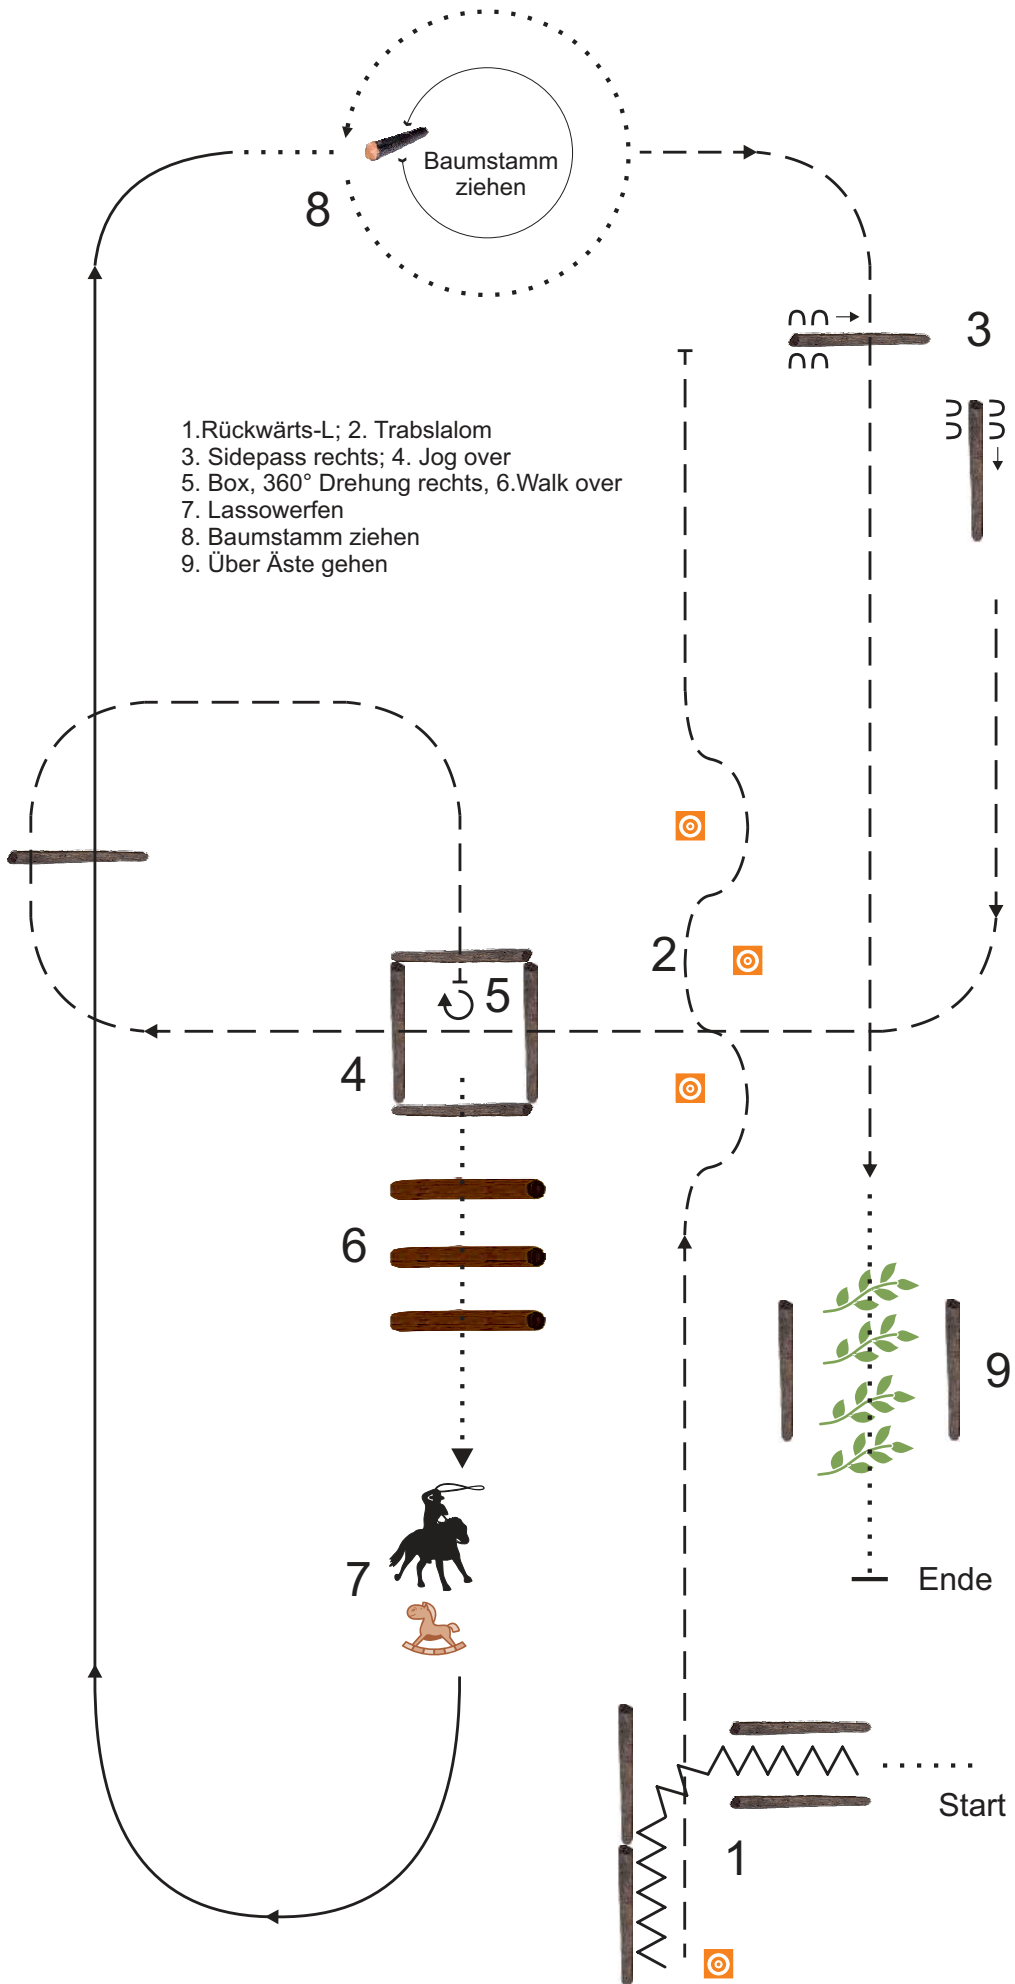 Baumstamm
ziehen
8
3
1.Rückwärts-L; 2. Trabslalom
3. Sidepass rechts; 4. Jog over
5. Box, 360° Drehung rechts, 6.Walk over
7. Lassowerfen
8. Baumstamm ziehen
9. Über Äste gehen
2
5
4
6
9
7
Ende
Start
1